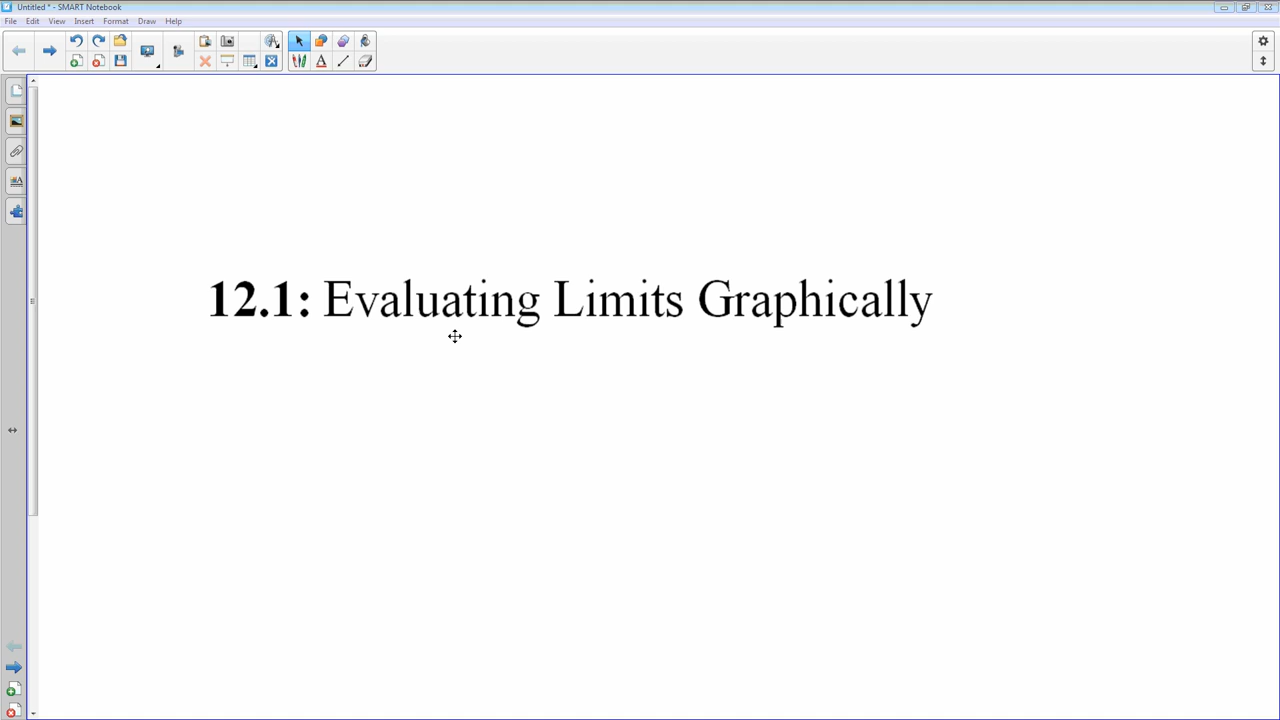 Untitled * - SMART Notebook
File Edit View Insert Format Draw Help
12.1: Evaluating Limits Graphically